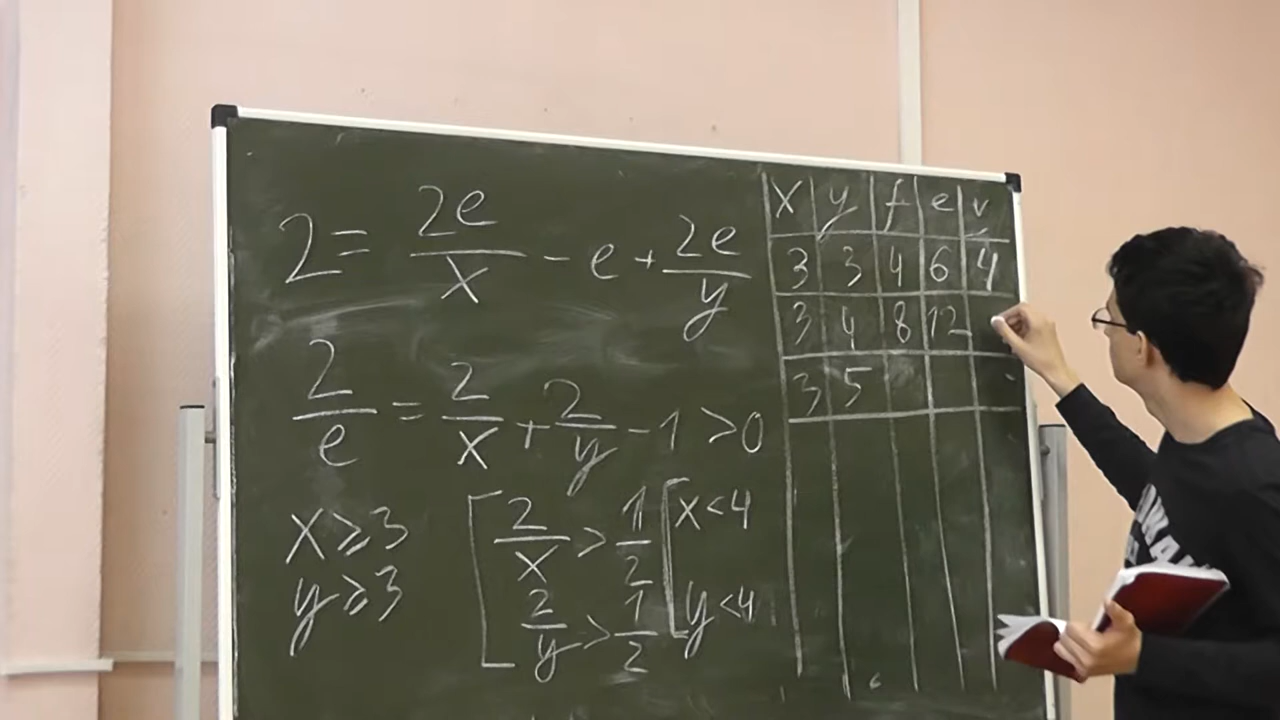 2 = 2e/x - e + 2e/y
2/e = 2/x + 2/y - 1 > 0
x ≥ 3
y ≥ 3
[ 2/x > 1/2
2/y > 1/2
[ x < 4
y < 4
x y f e v
3 3 4 6 4
3 4 8 12
3 5